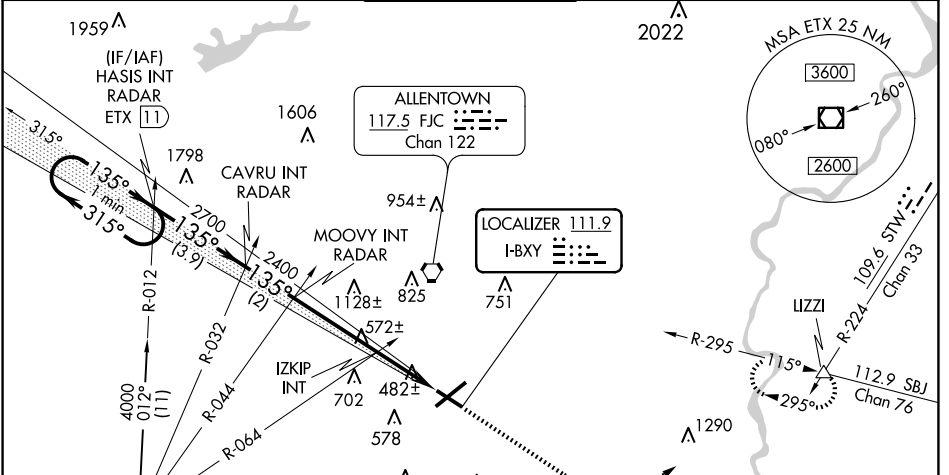 1959
2022
(IF/IAF)
HASIS INT
RADAR
ETX 11
MSA ETX 25 NM
3600
260°
080°
2600
1606
ALLENTOWN
117.5 FJC
Chan 122
315°
1798
CAVRU INT
RADAR
135°
1 min
315°
2700
135°
(3.9)
954±
MOOVY INT
RADAR
LOCALIZER 111.9
I-BXY
2400
135°
(2)
109.6 STW
Chan 33
R-012
1128±
825
751
LIZZI
R-224
572±
R-032
R-295
115°
IZKIP
INT
482±
112.9 SBJ
Chan 76
4000
012°
(11)
R-044
702
295°
578
R-064
1290